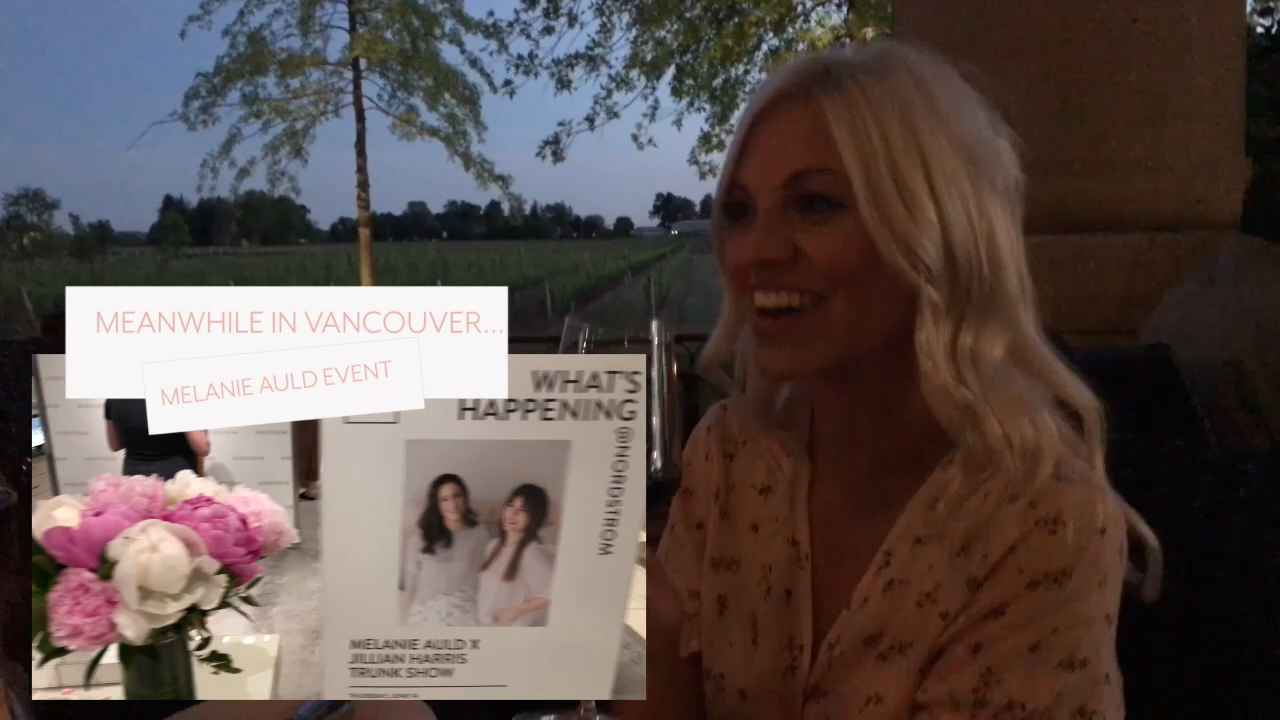 MEANWHILE IN VANCOUVER...
MELANIE AULD EVENT
WHAT'S
HAPPENING
@NORDSTROM
MELANIE AULD X
JILLIAN HARRIS
TRUNK SHOW